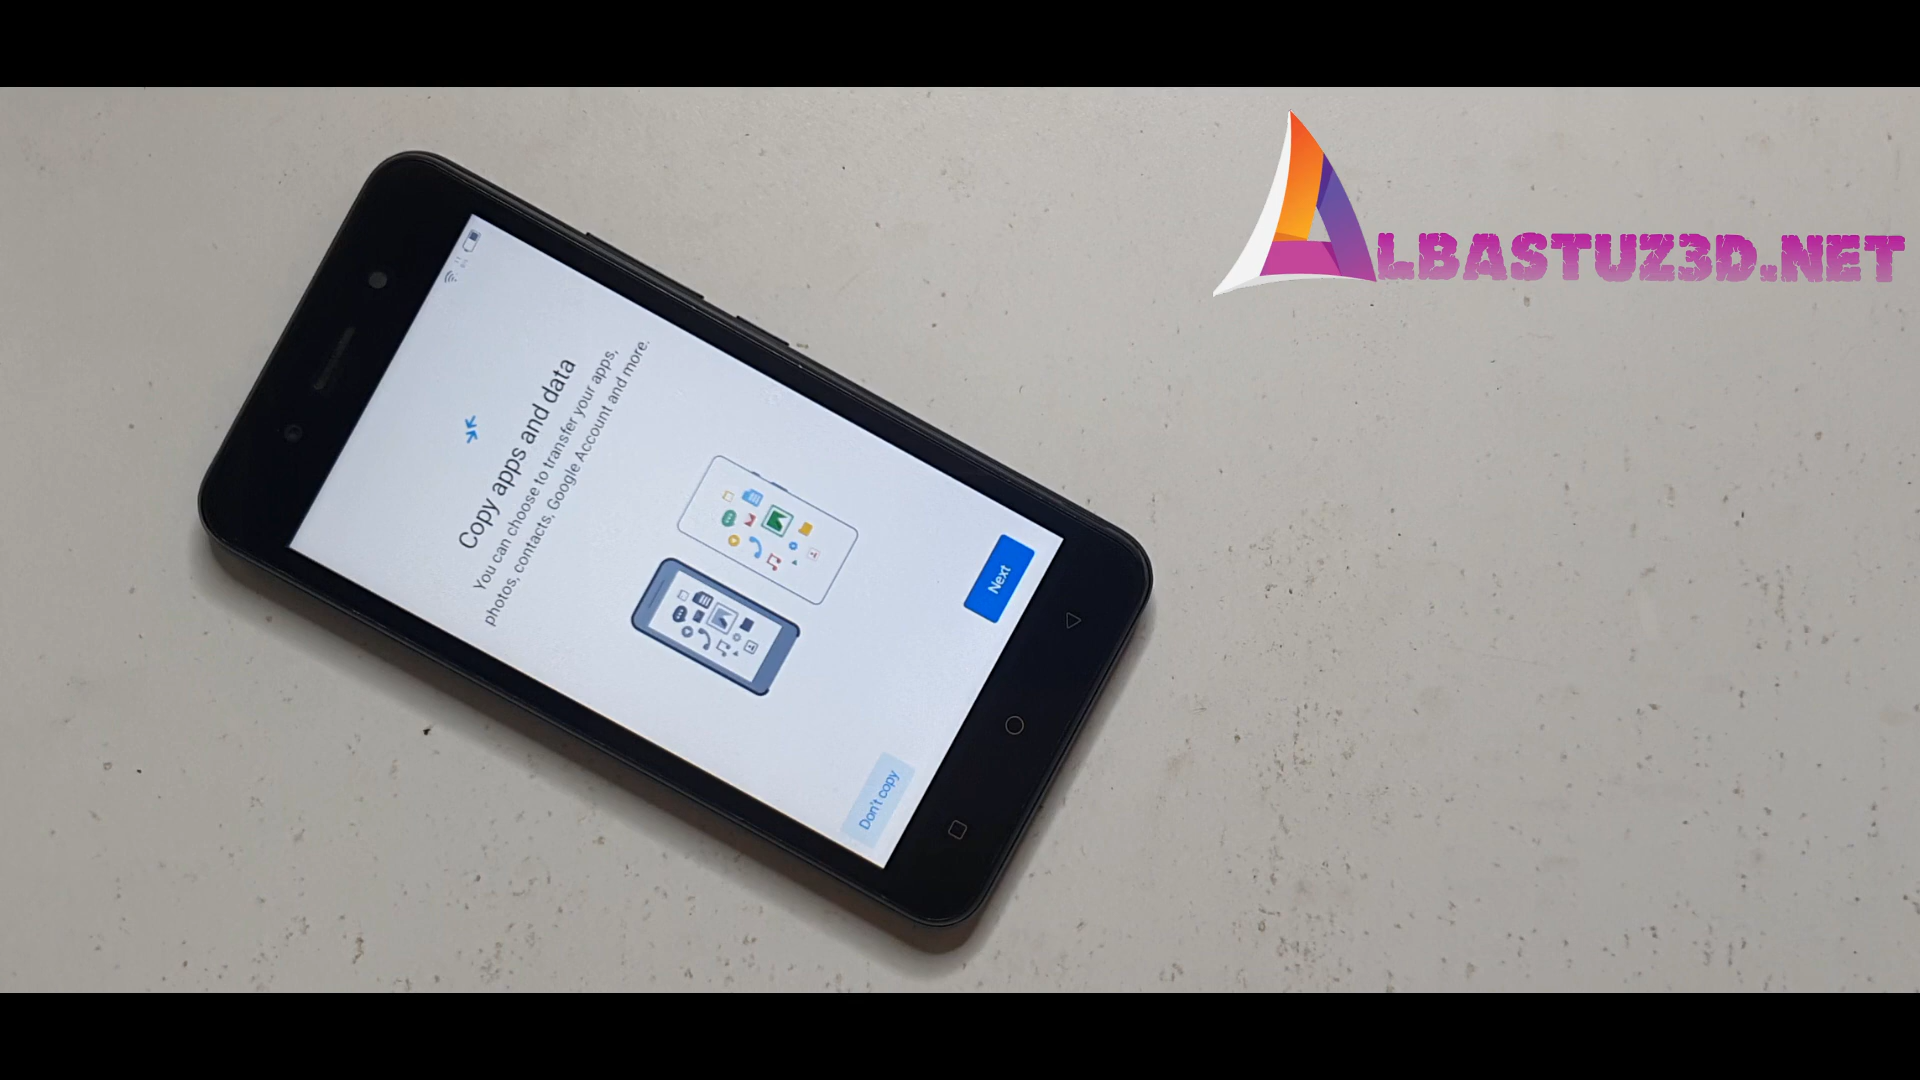 ALBASTUZ3D.NET
Copy apps and data
You can choose to transfer your apps,
photos, contacts, Google Account and more.
Next
Don't copy